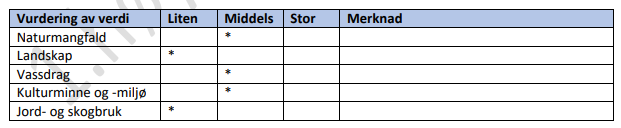 Vurdering av verdi Liten Middels Stor Merknad
Naturmangfald *
Landskap *
Vassdrag *
Kulturminne og -miljø *
Jord- og skogbruk *